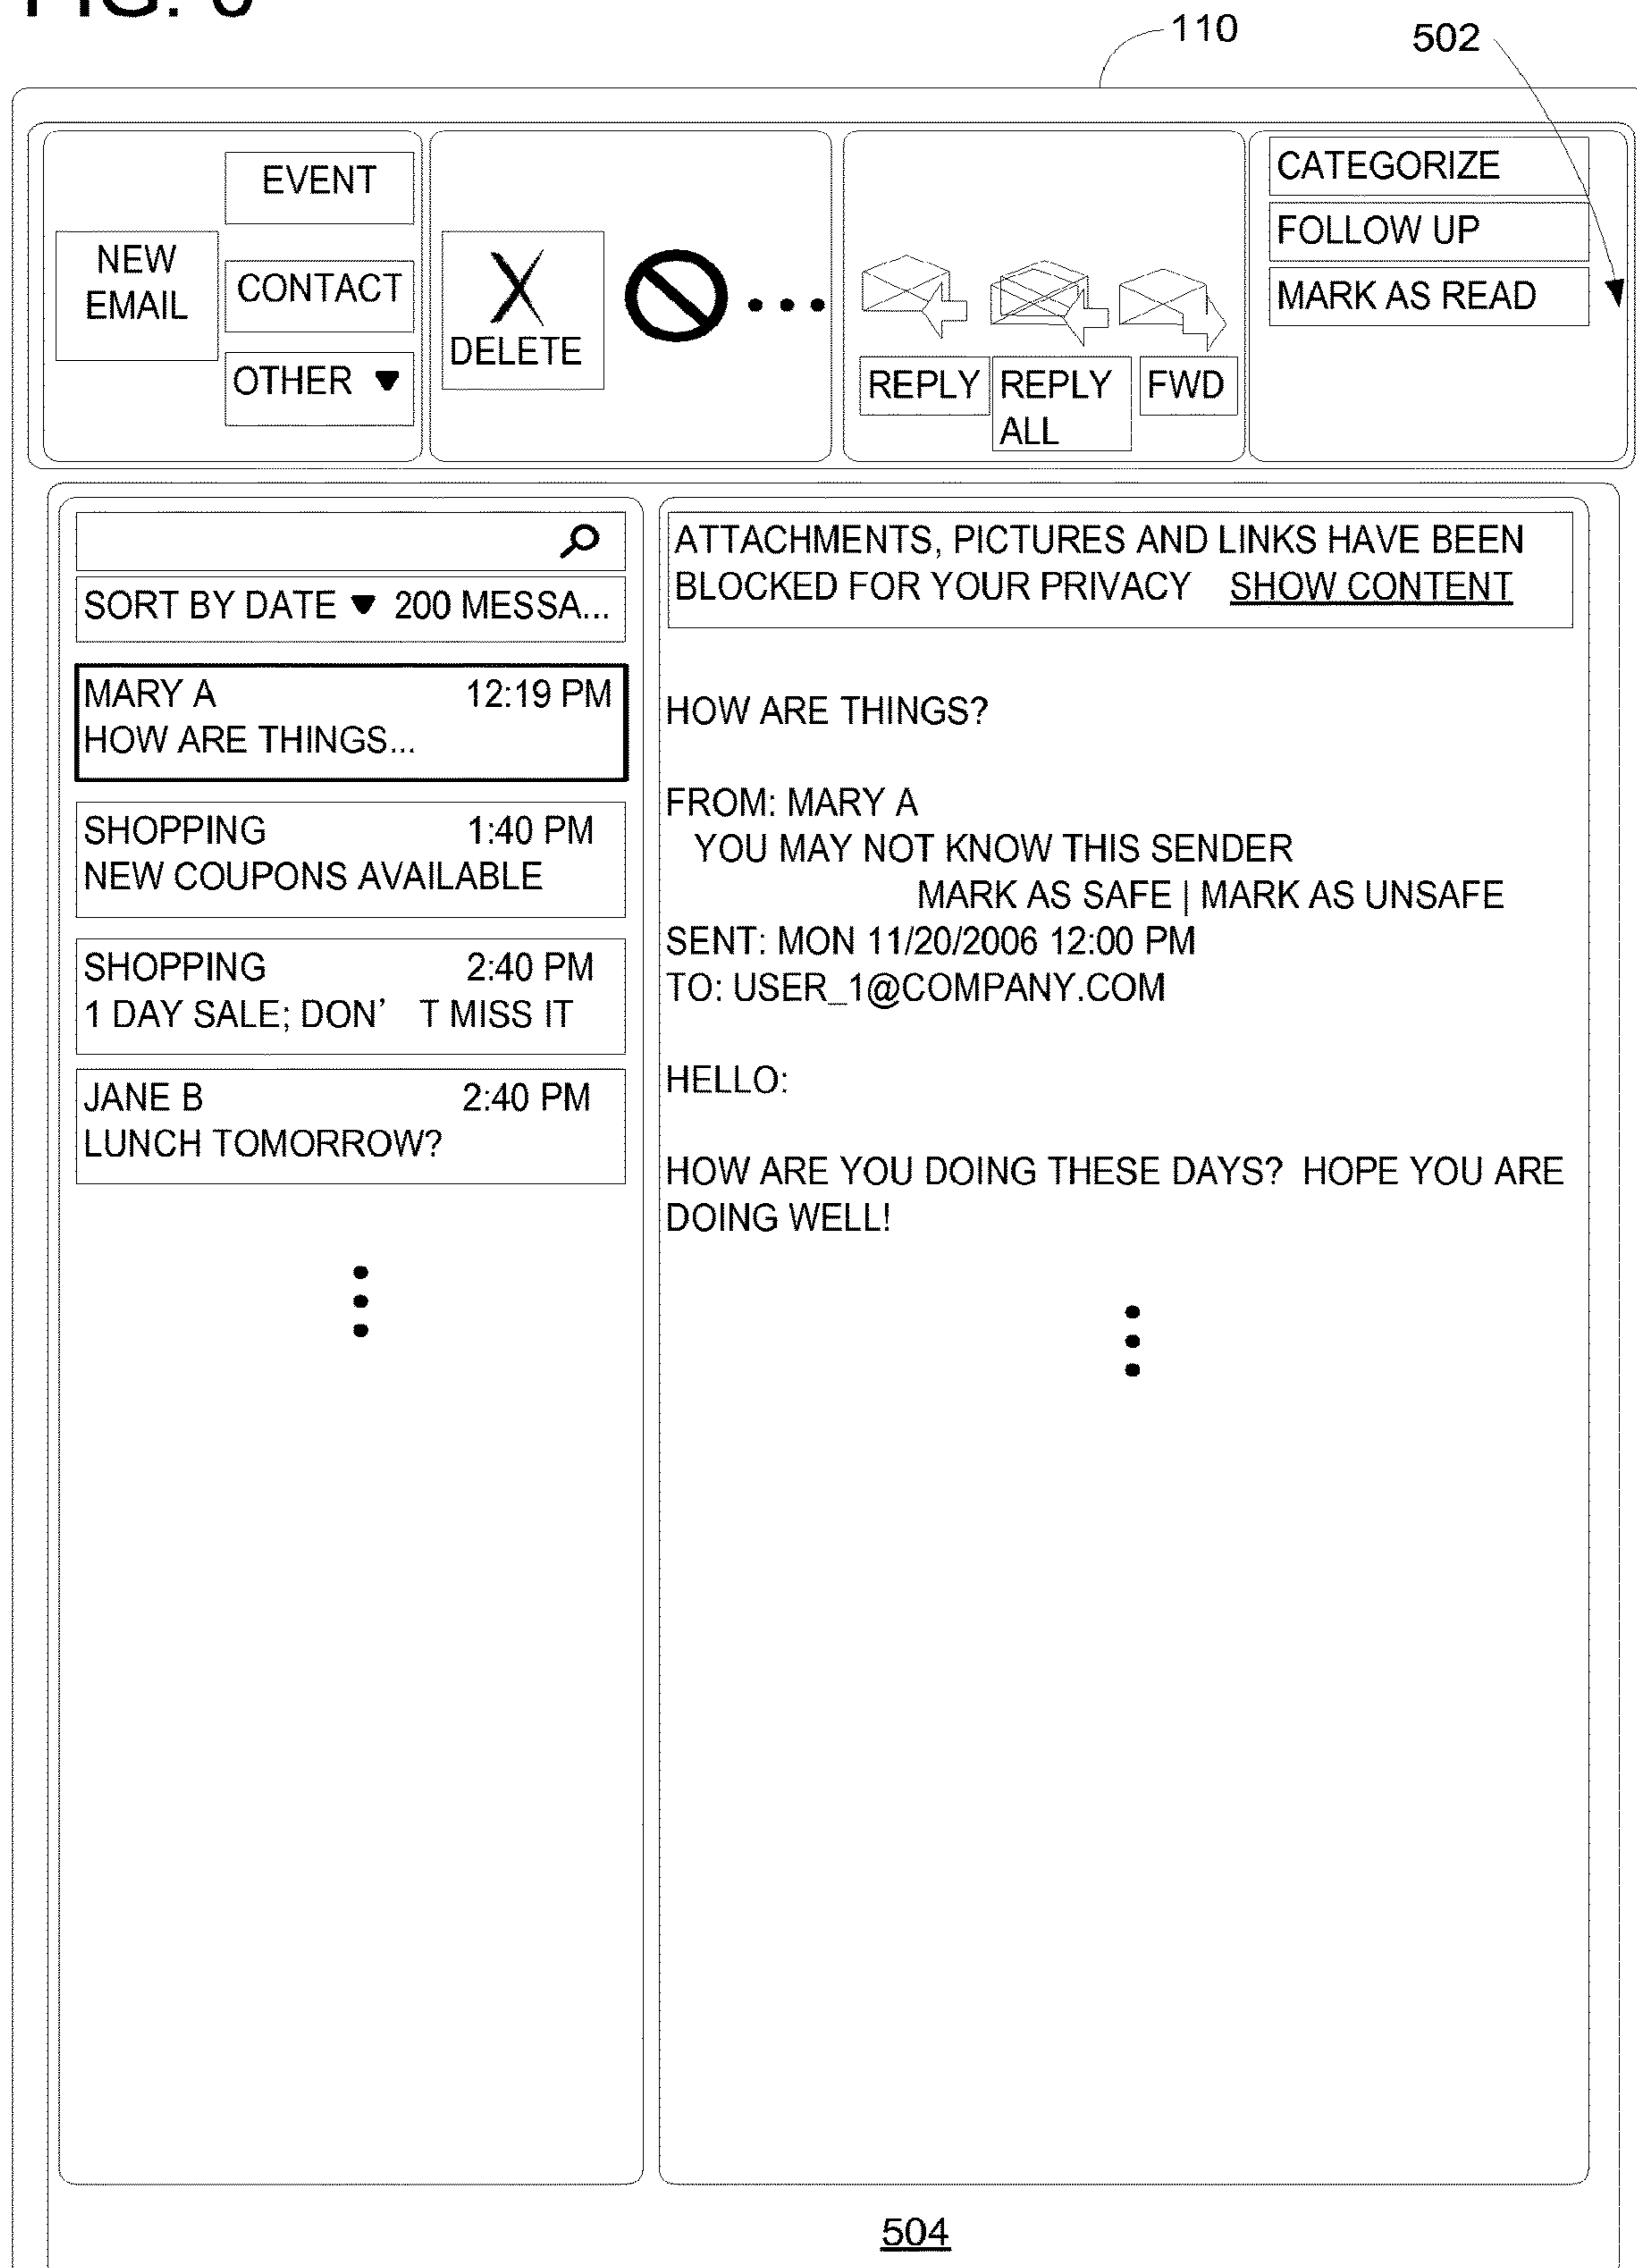 FIG. 6
110
502
NEW
EMAIL
EVENT
CONTACT
OTHER ▼
X
DELETE
REPLY
REPLY
ALL
FWD
CATEGORIZE
FOLLOW UP
MARK AS READ
SORT BY DATE ▼ 200 MESSA...
MARY A 12:19 PM
HOW ARE THINGS...
SHOPPING 1:40 PM
NEW COUPONS AVAILABLE
SHOPPING 2:40 PM
1 DAY SALE; DON' T MISS IT
JANE B 2:40 PM
LUNCH TOMORROW?
ATTACHMENTS, PICTURES AND LINKS HAVE BEEN
BLOCKED FOR YOUR PRIVACY SHOW CONTENT
HOW ARE THINGS?
FROM: MARY A
YOU MAY NOT KNOW THIS SENDER
MARK AS SAFE | MARK AS UNSAFE
SENT: MON 11/20/2006 12:00 PM
TO: USER_1@COMPANY.COM
HELLO:
HOW ARE YOU DOING THESE DAYS? HOPE YOU ARE
DOING WELL!
504